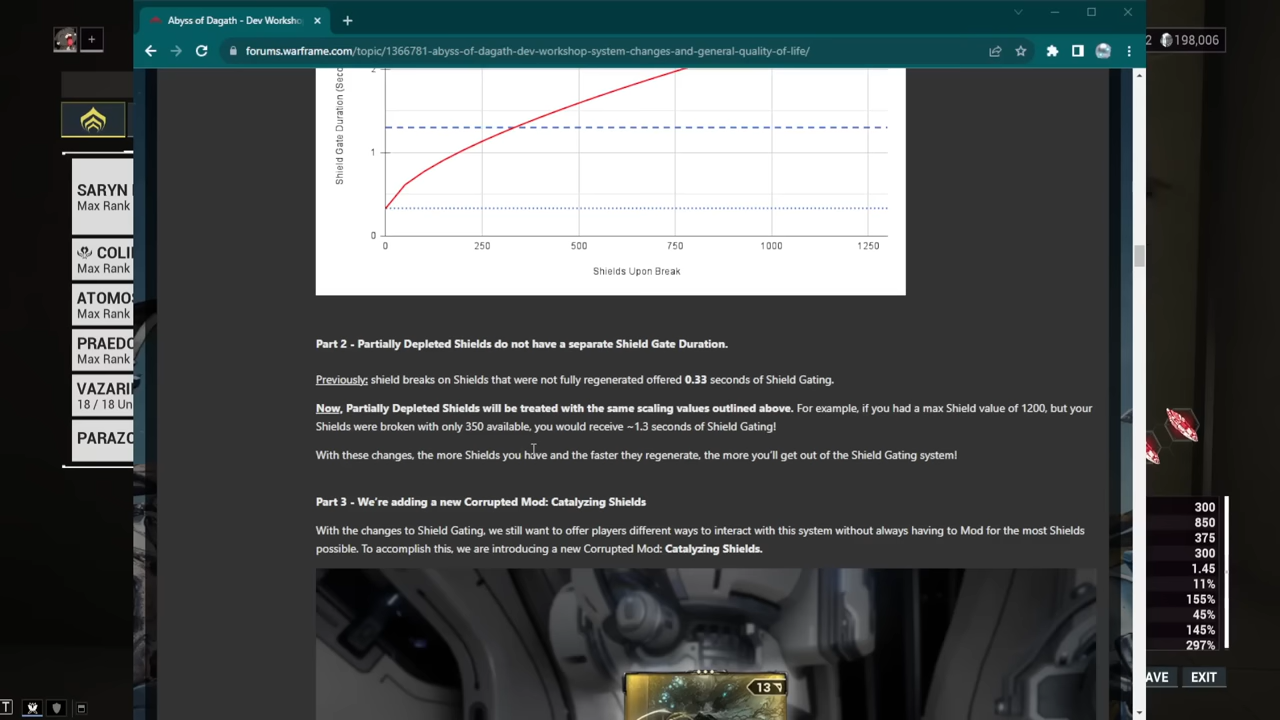 Abyss of Dagath - Dev Worksho
forums.warframe.com/topic/1366781-abyss-of-dagath-dev-workshop-system-changes-and-general-quality-of-life/
2 198,006
SARYN
Max Rank
COLI
Max Rank
ATOMOS
Max Rank
PRAEDO
Max Rank
VAZARI
18 / 18 Un
PARAZO
T
Shield Gate Duration (Seco
2
1
0
0 250 500 750 1000 1250
Shields Upon Break
Part 2 - Partially Depleted Shields do not have a separate Shield Gate Duration.
Previously: shield breaks on Shields that were not fully regenerated offered 0.33 seconds of Shield Gating.
Now, Partially Depleted Shields will be treated with the same scaling values outlined above. For example, if you had a max Shield value of 1200, but your
Shields were broken with only 350 available, you would receive ~1.3 seconds of Shield Gating!
With these changes, the more Shields you have and the faster they regenerate, the more you'll get out of the Shield Gating system!
Part 3 - We're adding a new Corrupted Mod: Catalyzing Shields
With the changes to Shield Gating, we still want to offer players different ways to interact with this system without always having to Mod for the most Shields
possible. To accomplish this, we are introducing a new Corrupted Mod: Catalyzing Shields.
13
300
850
375
300
1.45
11%
155%
45%
145%
297%
AVE
EXIT